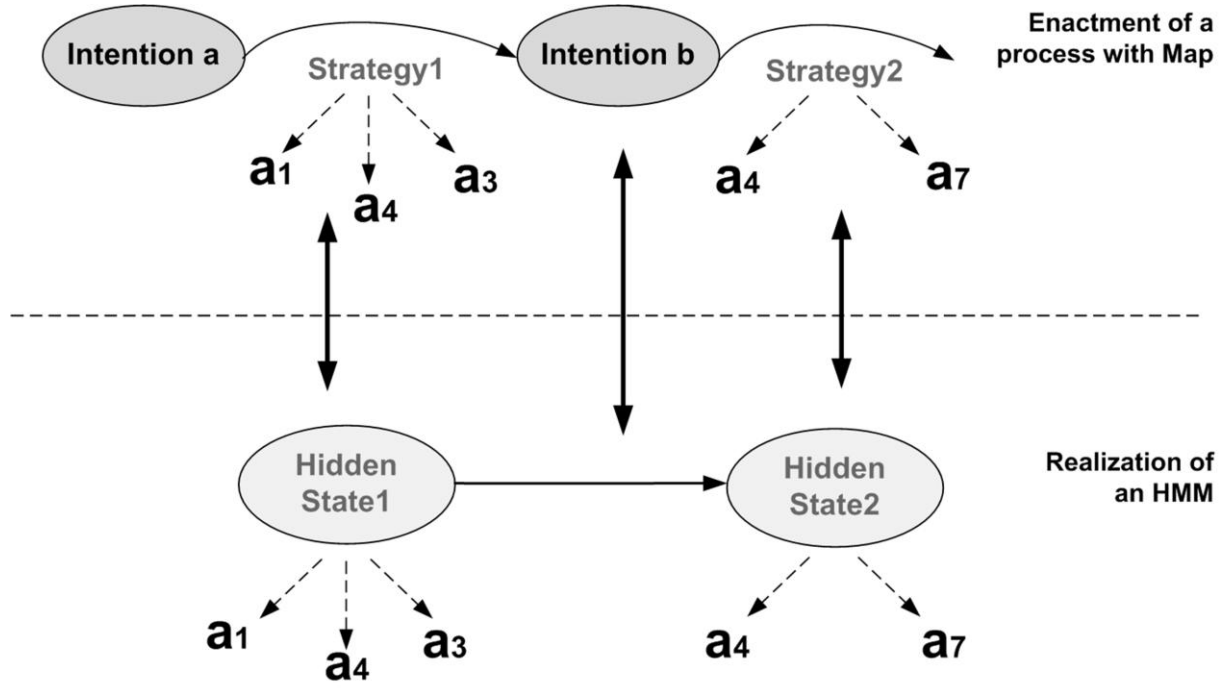 Intention a
Intention b
Enactment of a
process with Map
Strategy1
Strategy2
a1
a4
a3
a4
a7
Hidden
State1
Hidden
State2
Realization of
an HMM
a1
a4
a3
a4
a7